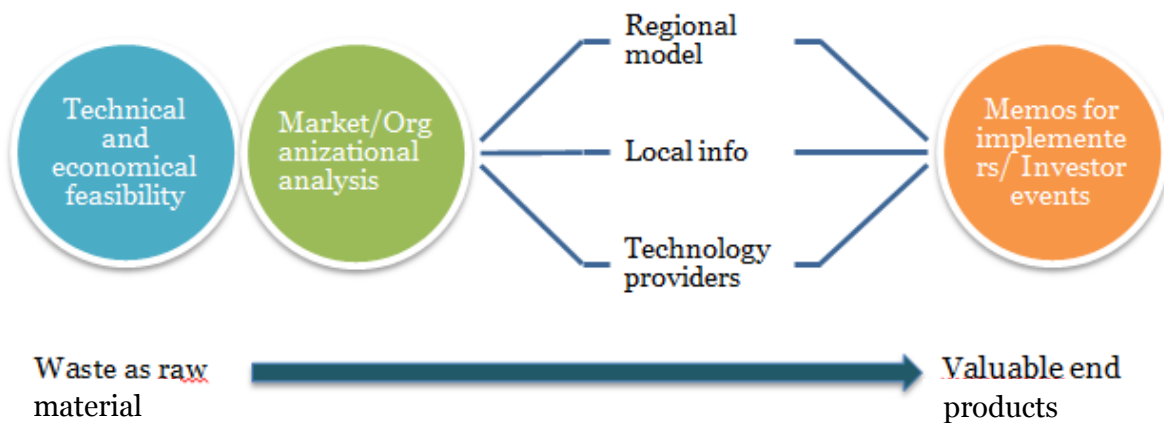 Technical
and
economical
feasibility
Market/Org
anizational
analysis
Regional
model
Local info
Technology
providers
Memos for
implemente
rs/ Investor
events
Waste as raw
material
Valuable end
products